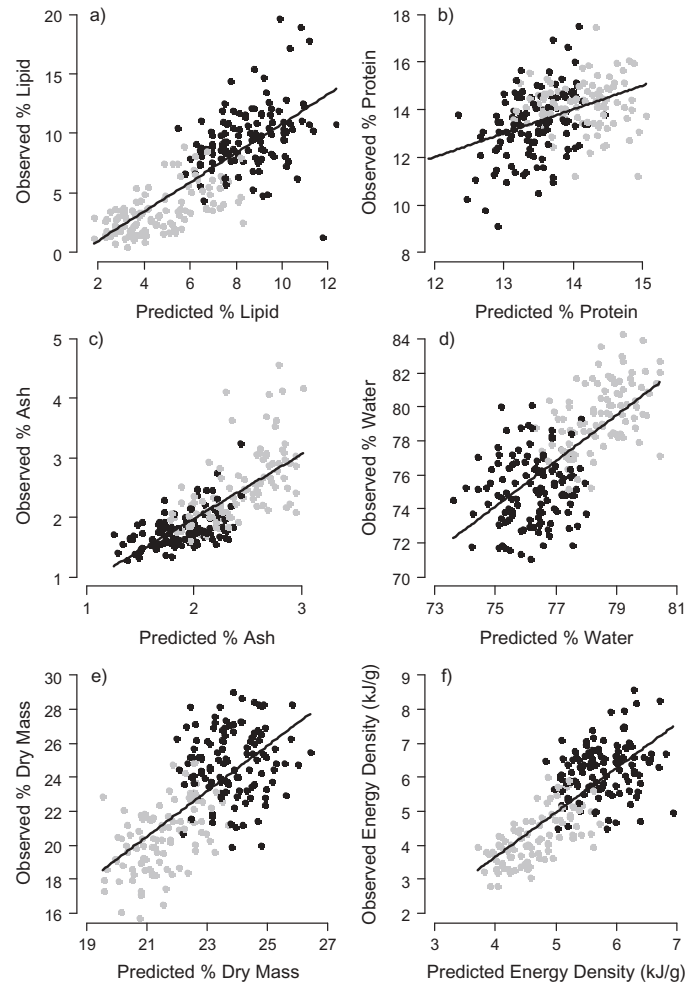 a)
20
15
10
5
0
Observed % Lipid
2 4 6 8 10 12
Predicted % Lipid
b)
18
16
14
12
10
8
Observed % Protein
12 13 14 15
Predicted % Protein
c)
5
4
3
2
1
Observed % Ash
1 2 3
Predicted % Ash
d)
84
82
80
78
76
74
72
70
Observed % Water
73 75 77 79 81
Predicted % Water
e)
30
28
26
24
22
20
18
16
Observed % Dry Mass
19 21 23 25 27
Predicted % Dry Mass
f)
9
8
7
6
5
4
3
2
Observed Energy Density (kJ/g)
3 4 5 6 7
Predicted Energy Density (kJ/g)